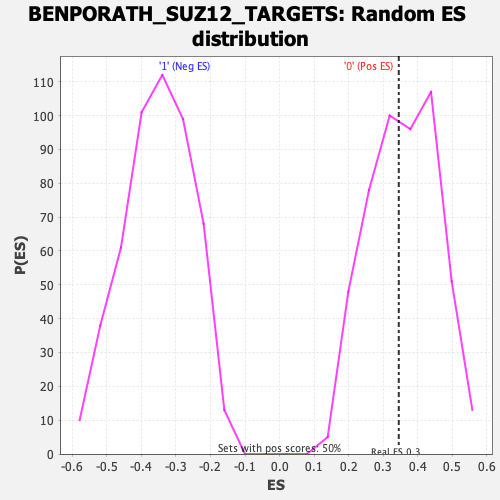 BENPORATH_SUZ12_TARGETS: Random ES
distribution
'1' (Neg ES)
'0' (Pos ES)
110
100
90
80
70
60
50
40
30
20
10
0
P(ES)
Sets with pos scores: 50%
Real ES 0.3
-0.6 -0.5 -0.4 -0.3 -0.2 -0.1 0.0 0.1 0.2 0.3 0.4 0.5 0.6
ES